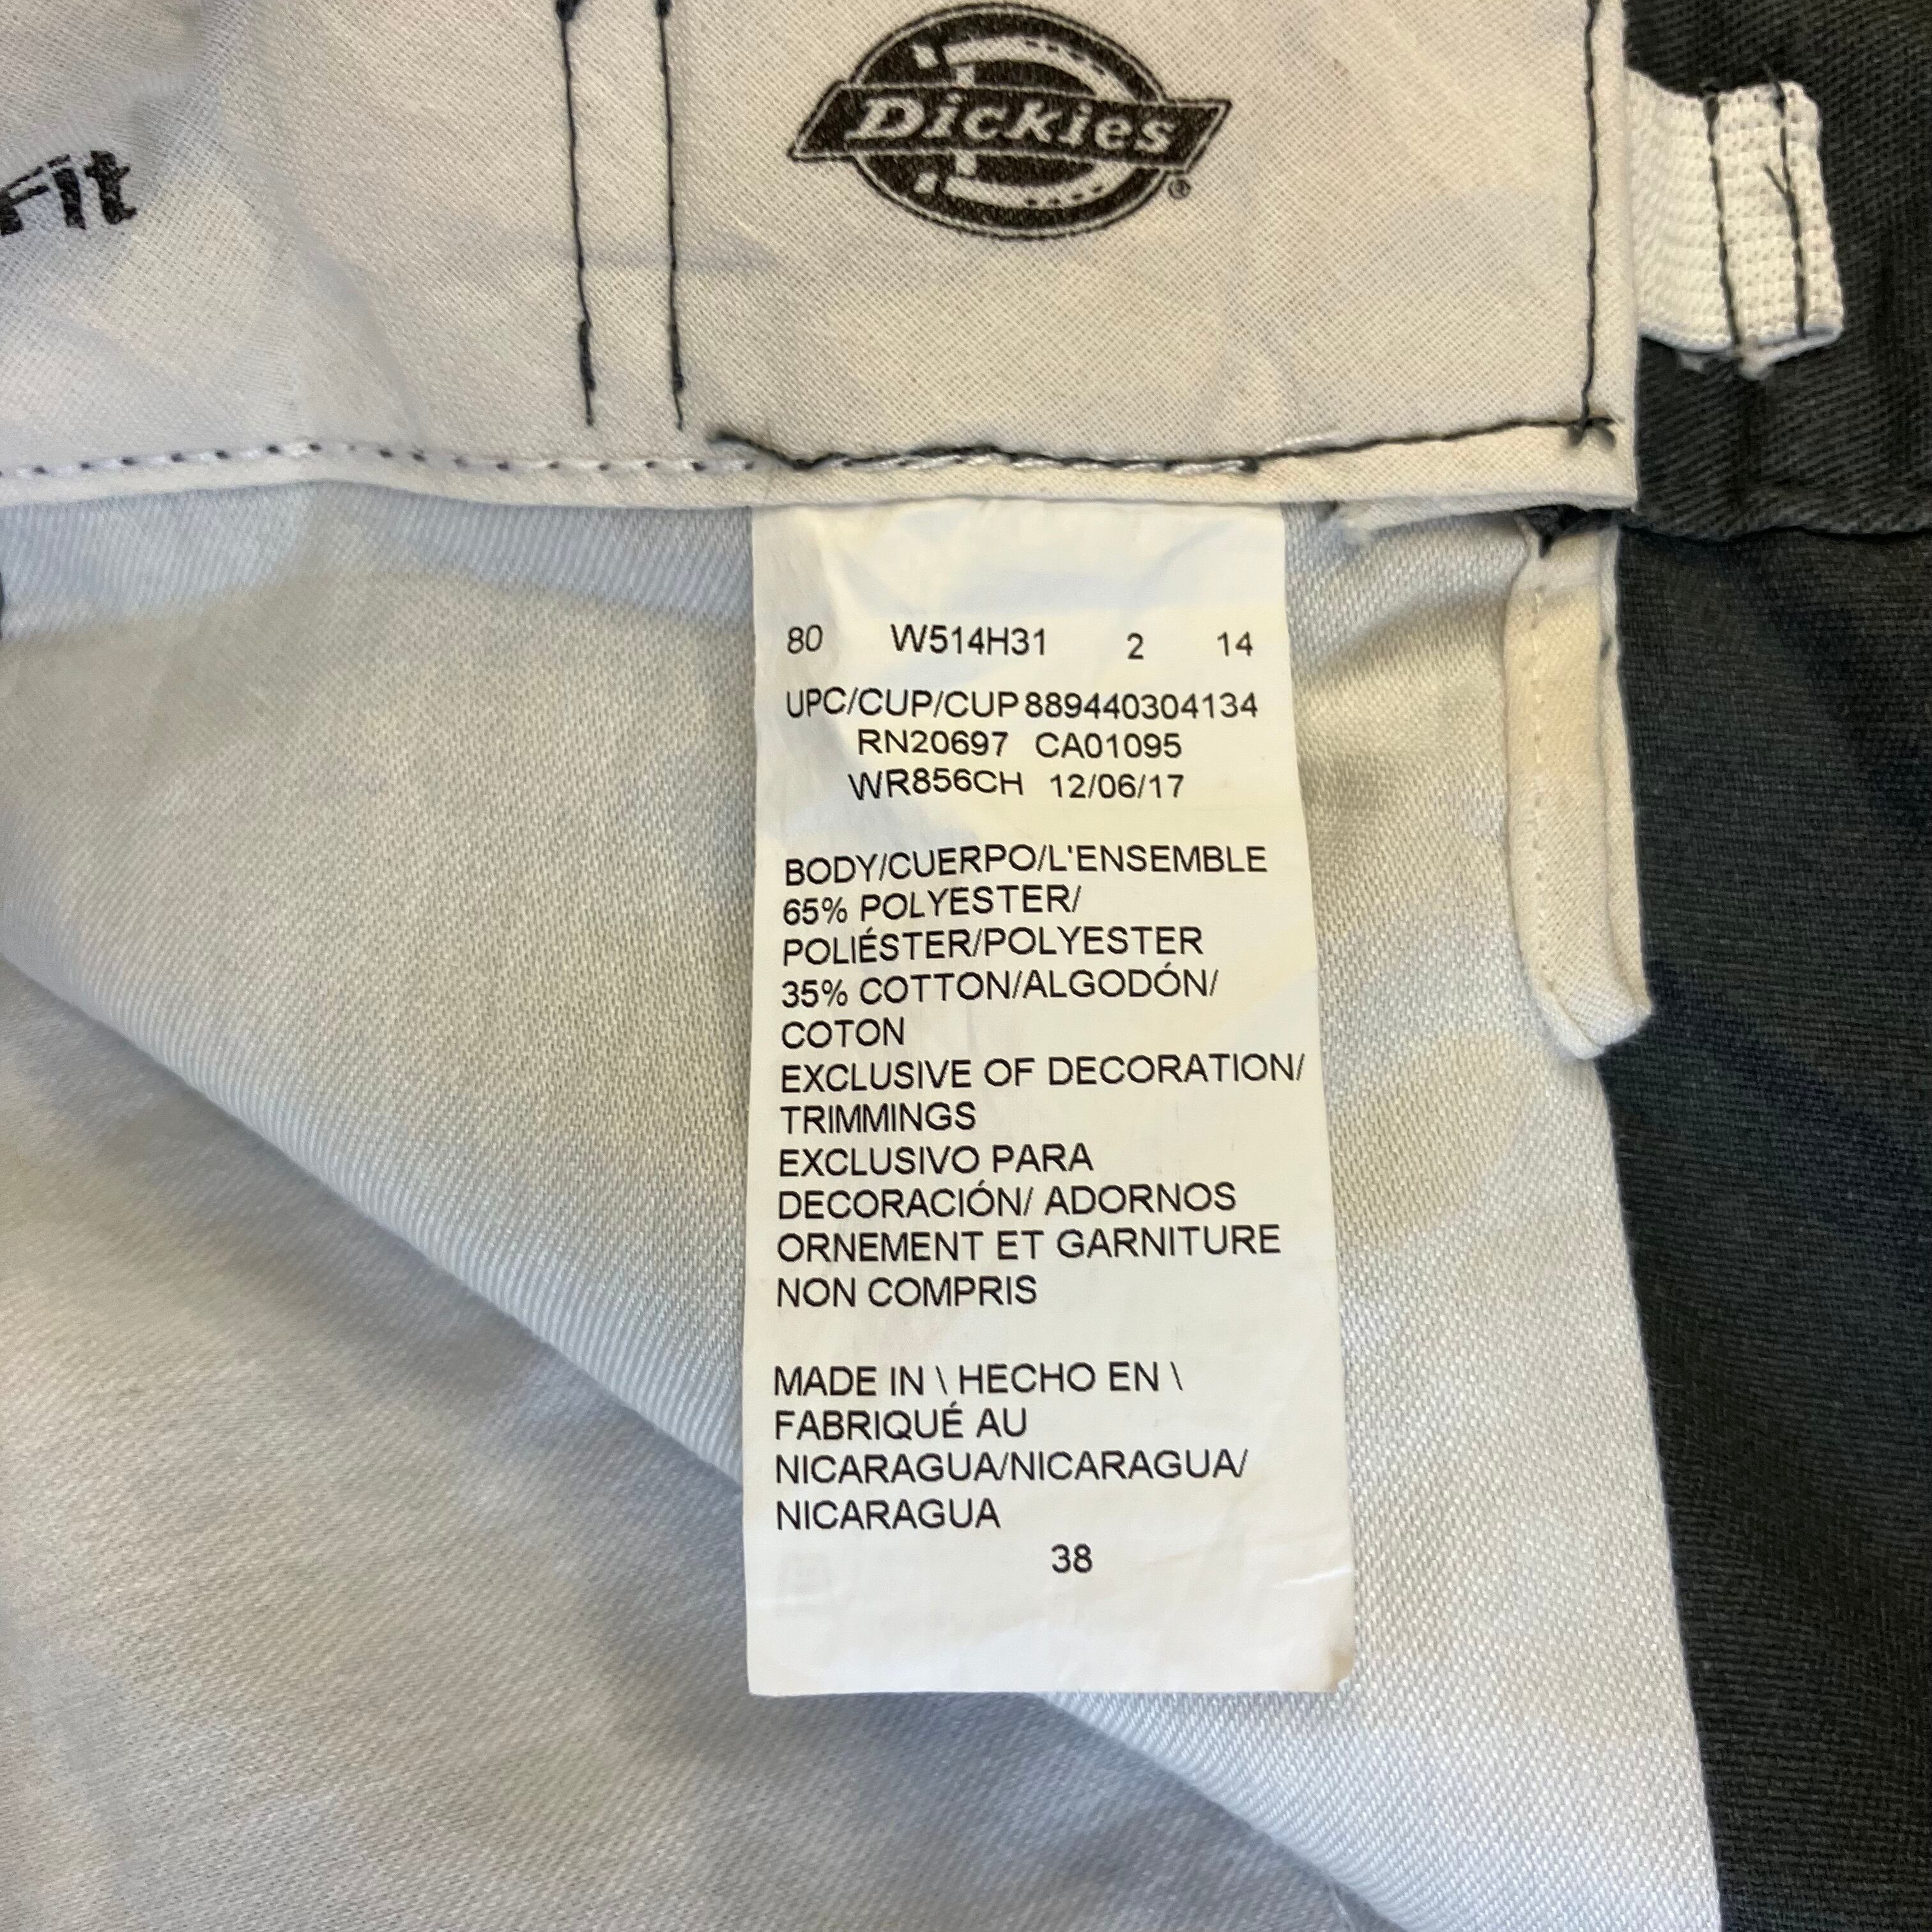 Dickies
®
Fit
80 W514H31 2 14
UPC/CUP/CUP 889440304134
RN20697 CA01095
WR856CH 12/06/17
BODY/CUERPO/L'ENSEMBLE
65% POLYESTER/
POLIÉSTER/POLYESTER
35% COTTON/ALGODÓN/
COTON
EXCLUSIVE OF DECORATION/
TRIMMINGS
EXCLUSIVO PARA
DECORACIÓN/ ADORNOS
ORNEMENT ET GARNITURE
NON COMPRIS
MADE IN \ HECHO EN \
FABRIQUÉ AU
NICARAGUA/NICARAGUA/
NICARAGUA
38